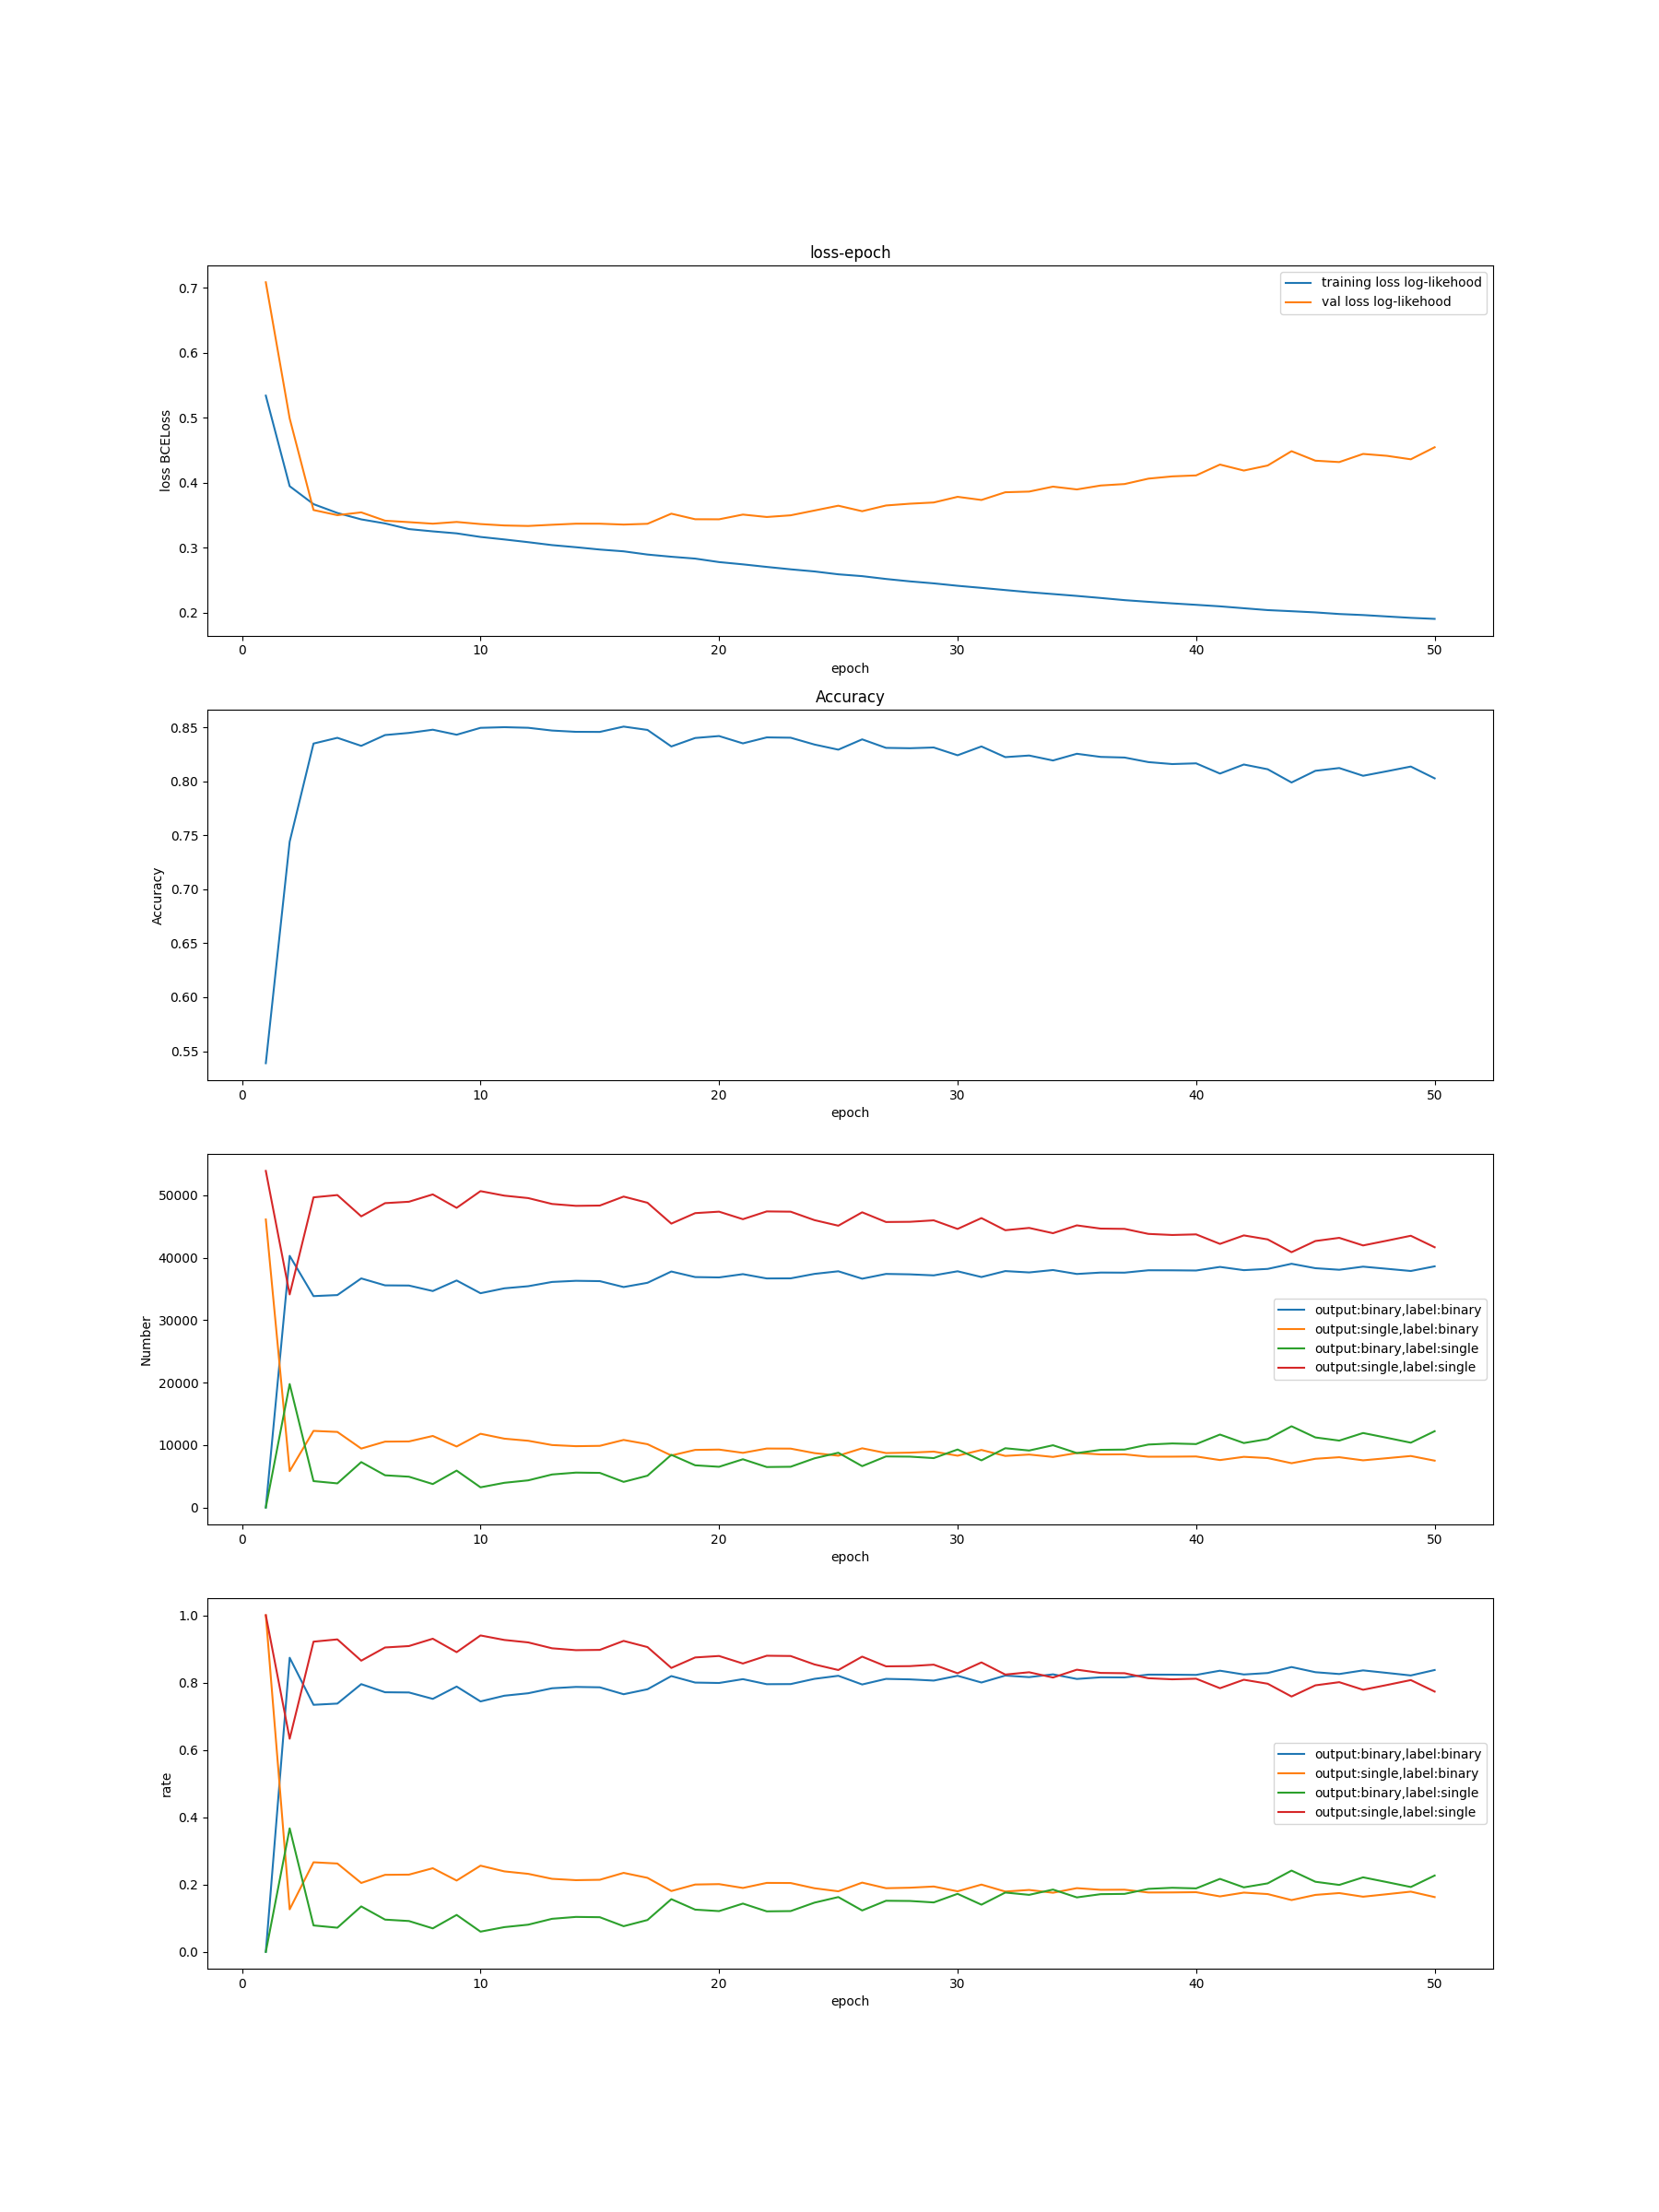 loss-epoch
training loss log-likehood
val loss log-likehood
0.7
0.6
0.5
0.4
0.3
0.2
loss BCELoss
0 10 20 30 40 50
epoch
Accuracy
0.85
0.80
0.75
0.70
0.65
0.60
0.55
Accuracy
0 10 20 30 40 50
epoch
50000
40000
30000
20000
10000
0
Number
output:binary,label:binary
output:single,label:binary
output:binary,label:single
output:single,label:single
0 10 20 30 40 50
epoch
1.0
0.8
0.6
0.4
0.2
0.0
rate
output:binary,label:binary
output:single,label:binary
output:binary,label:single
output:single,label:single
0 10 20 30 40 50
epoch